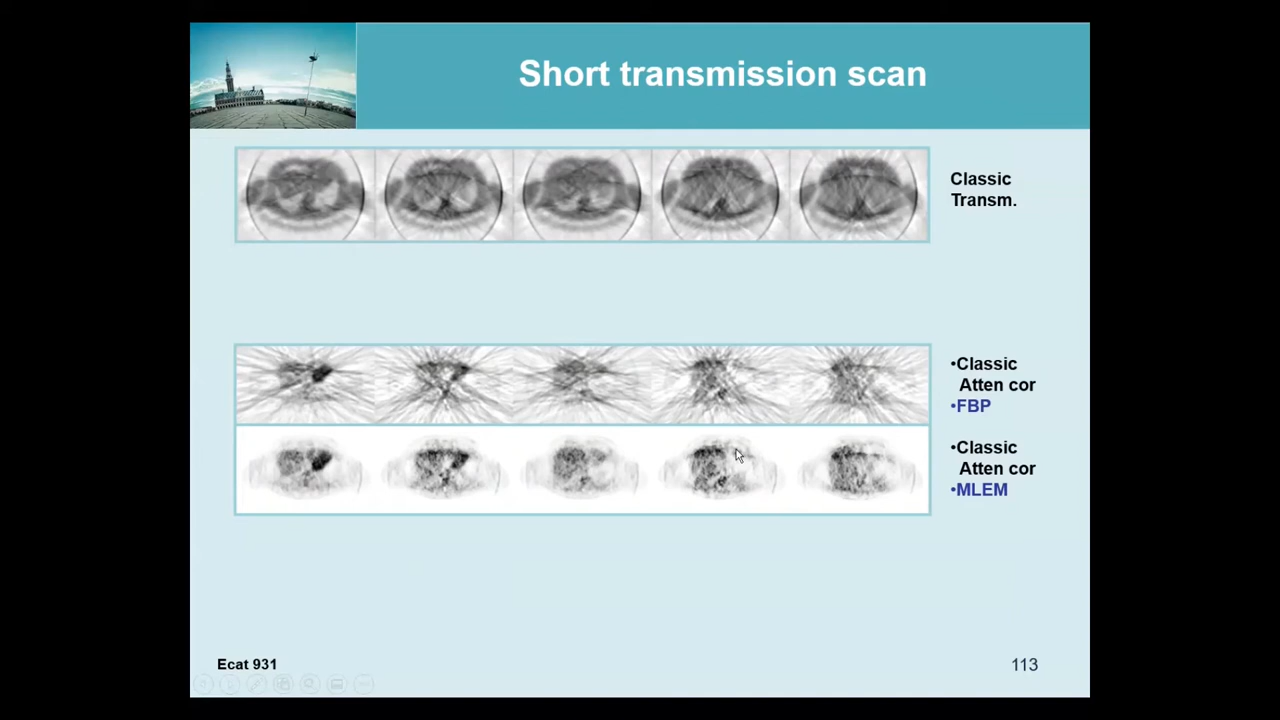 Short transmission scan
Classic
Transm.
•Classic
Atten cor
•FBP
•Classic
Atten cor
•MLEM
Ecat 931
113